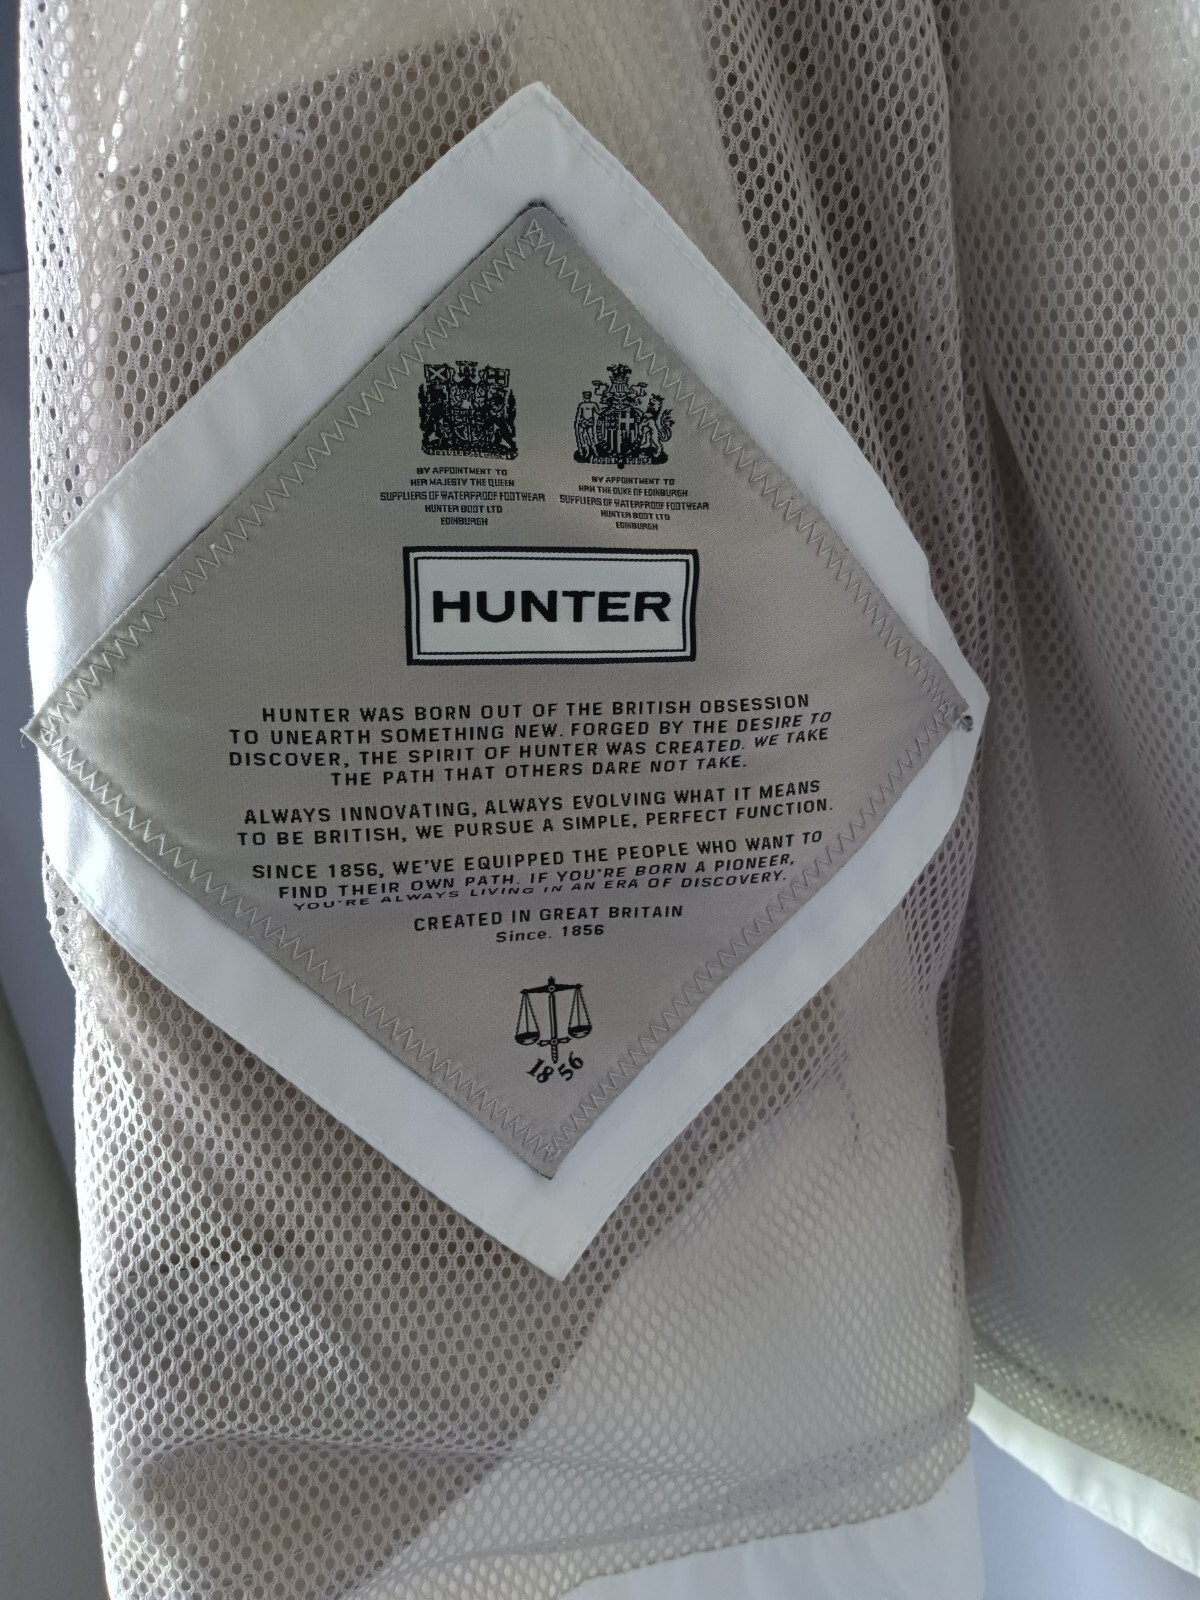 BY APPOINTMENT TO
HER MAJESTY THE QUEEN
SUPPLIERS OF WATERPROOF FOOTWEAR
HUNTER BOOT LTD
EDINBURGH
BY APPOINTMENT TO
HRH THE DUKE OF EDINBURGH
SUPPLIERS OF WATERPROOF FOOTWEAR
HUNTER BOOT LTD
EDINBURGH
HUNTER
HUNTER WAS BORN OUT OF THE BRITISH OBSESSION
TO UNEARTH SOMETHING NEW. FORGED BY THE DESIRE TO
DISCOVER, THE SPIRIT OF HUNTER WAS CREATED. WE TAKE
THE PATH THAT OTHERS DARE NOT TAKE.
ALWAYS INNOVATING, ALWAYS EVOLVING WHAT IT MEANS
TO BE BRITISH, WE PURSUE A SIMPLE, PERFECT FUNCTION.
SINCE 1856, WE'VE EQUIPPED THE PEOPLE WHO WANT TO
FIND THEIR OWN PATH. IF YOU'RE BORN A PIONEER,
YOU'RE ALWAYS LIVING IN AN ERA OF DISCOVERY.
CREATED IN GREAT BRITAIN
Since. 1856
1856